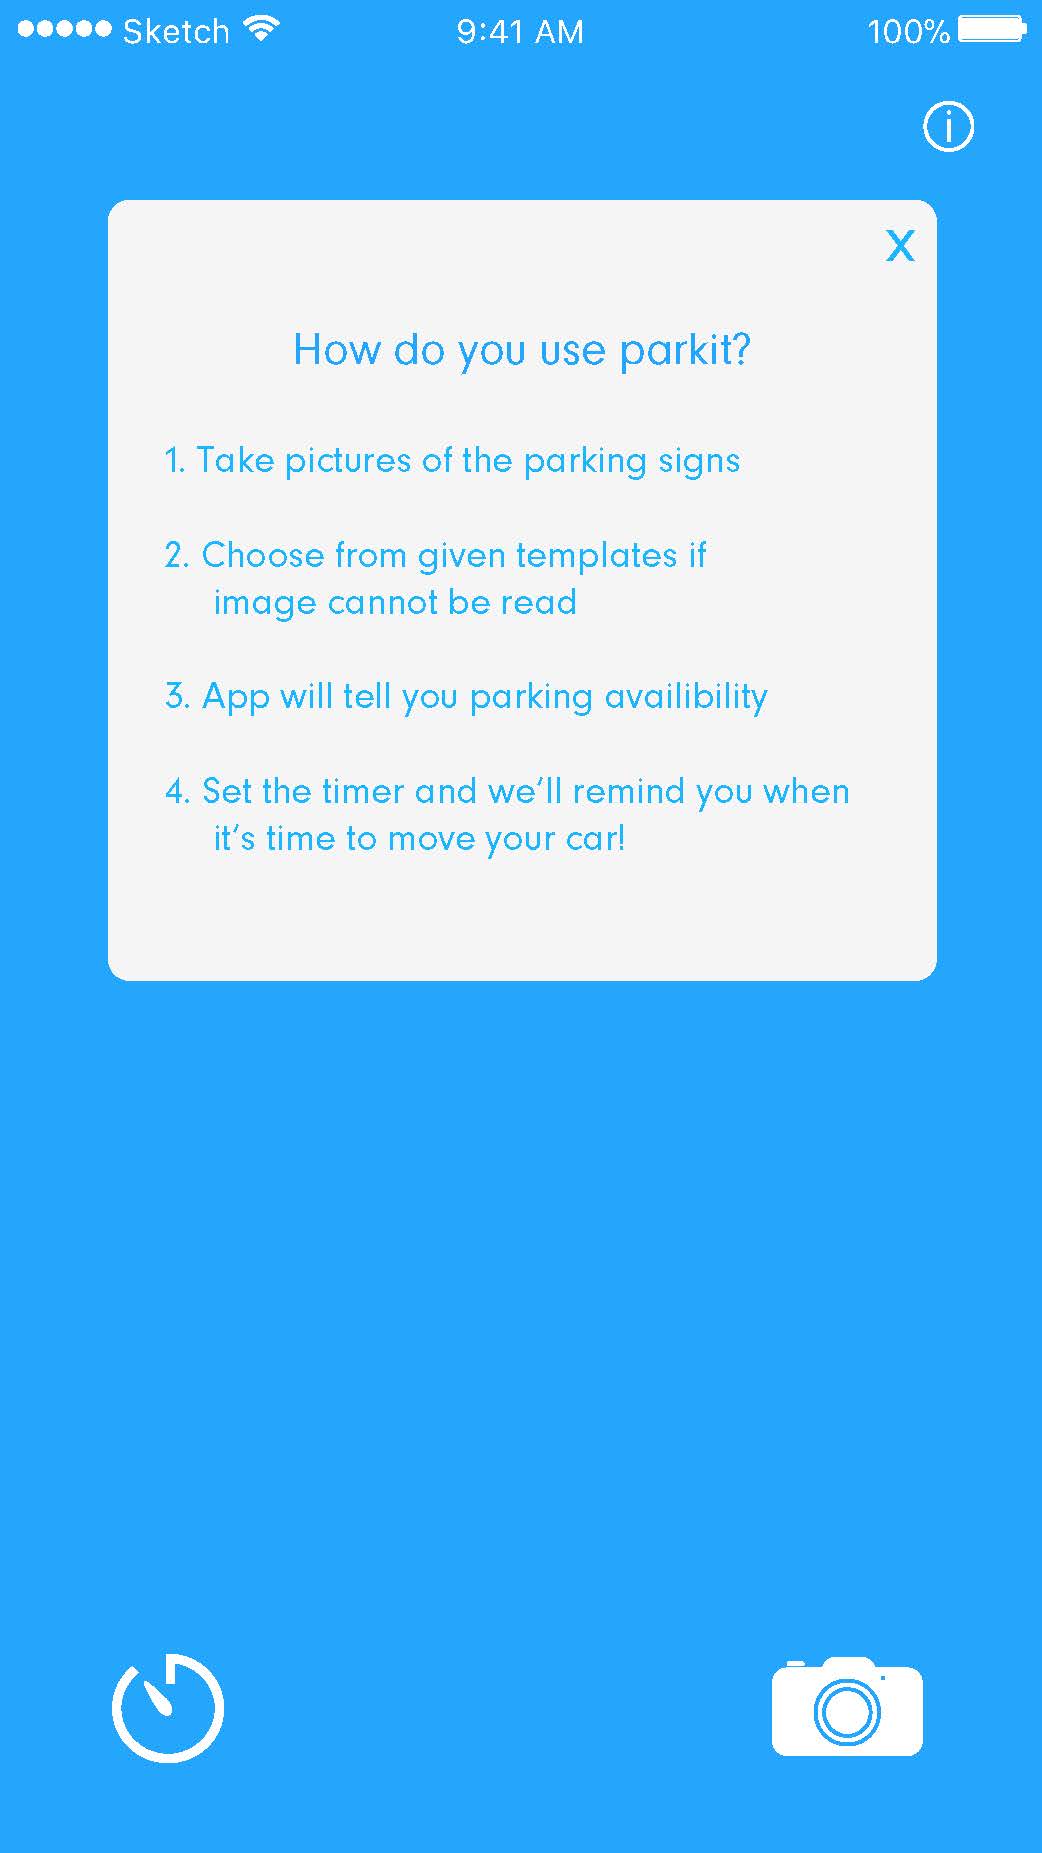 Sketch 9:41 AM 100%
i
X
How do you use parkit?
1. Take pictures of the parking signs
2. Choose from given templates if
image cannot be read
3. App will tell you parking availibility
4. Set the timer and we'll remind you when
it's time to move your car!